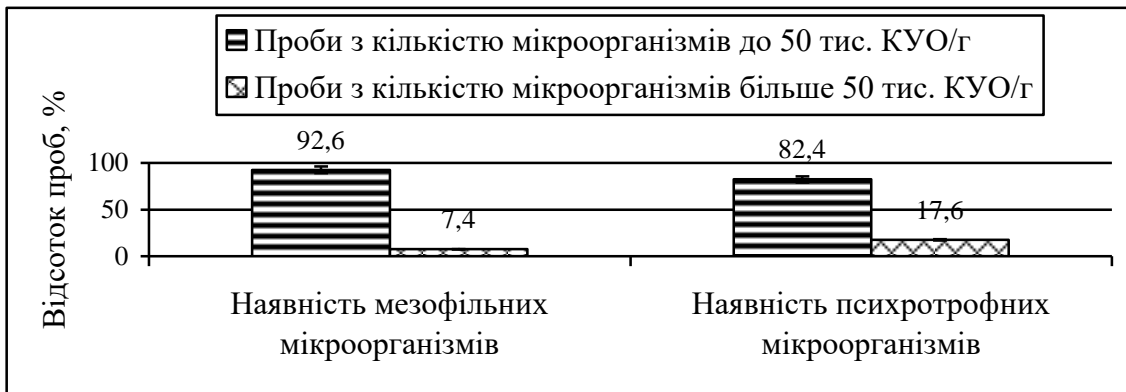 Проби з кількістю мікроорганізмів до 50 тис. КУО/г
Проби з кількістю мікроорганізмів більше 50 тис. КУО/г
Відсоток проб, %
100
50
0
92,6
7,4
82,4
17,6
Наявність мезофільних
мікроорганізмів
Наявність психротрофних
мікроорганізмів